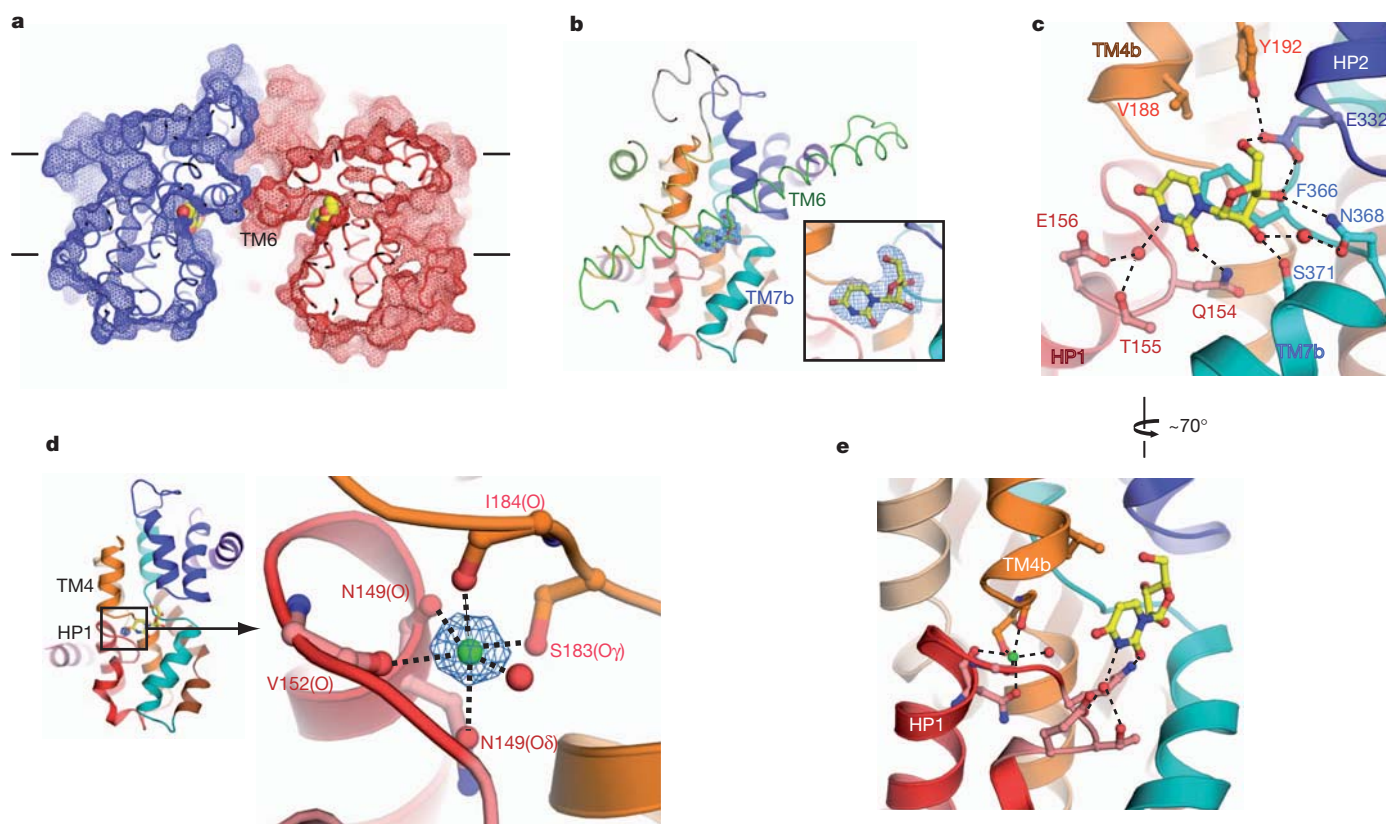 a
TM6
b
TM6
TM7b
c
TM4b
Y192
HP2
V188
E332
F366
E156
N368
S371
Q154
T155
HP1
TM7b
~70°
d
TM4
HP1
I184(O)
N149(O)
S183(Oγ)
V152(O)
N149(Oδ)
e
TM4b
HP1